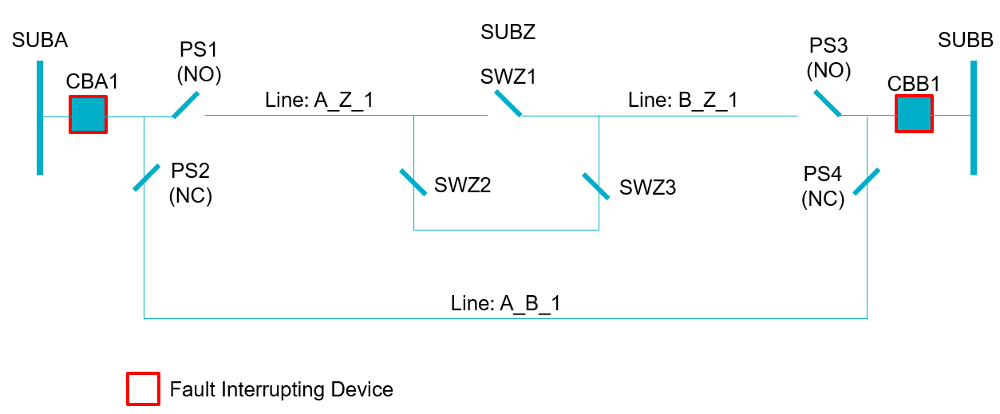 SUBA
CBA1
PS1
(NO)
Line: A_Z_1
SUBZ
SWZ1
Line: B_Z_1
PS3
(NO)
SUBB
CBB1
PS2
(NC)
SWZ2
SWZ3
PS4
(NC)
Line: A_B_1
Fault Interrupting Device